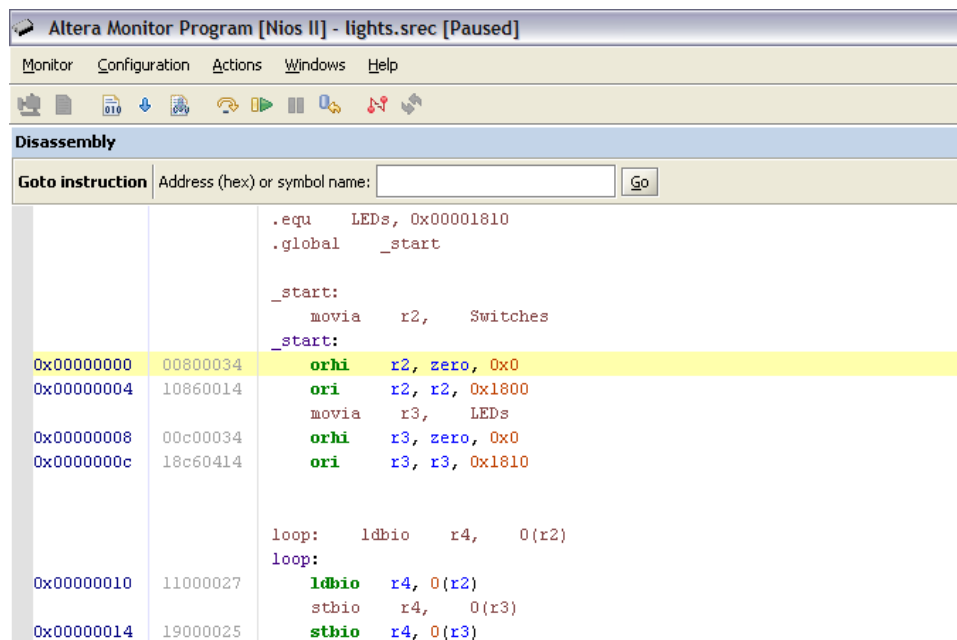 Altera Monitor Program [Nios II] - lights.srec [Paused]
Monitor Configuration Actions Windows Help
Disassembly
Goto instruction Address (hex) or symbol name: Go
.equ LEDs, 0x00001810
.global _start
_start:
movia r2, Switches
_start:
0x00000000 00800034 orhi r2, zero, 0x0
0x00000004 10860014 ori r2, r2, 0x1800
movia r3, LEDs
0x00000008 00c00034 orhi r3, zero, 0x0
0x0000000c 18c60414 ori r3, r3, 0x1810
loop: ldbio r4, 0(r2)
loop:
0x00000010 11000027 ldbio r4, 0(r2)
stbio r4, 0(r3)
0x00000014 19000025 stbio r4, 0(r3)